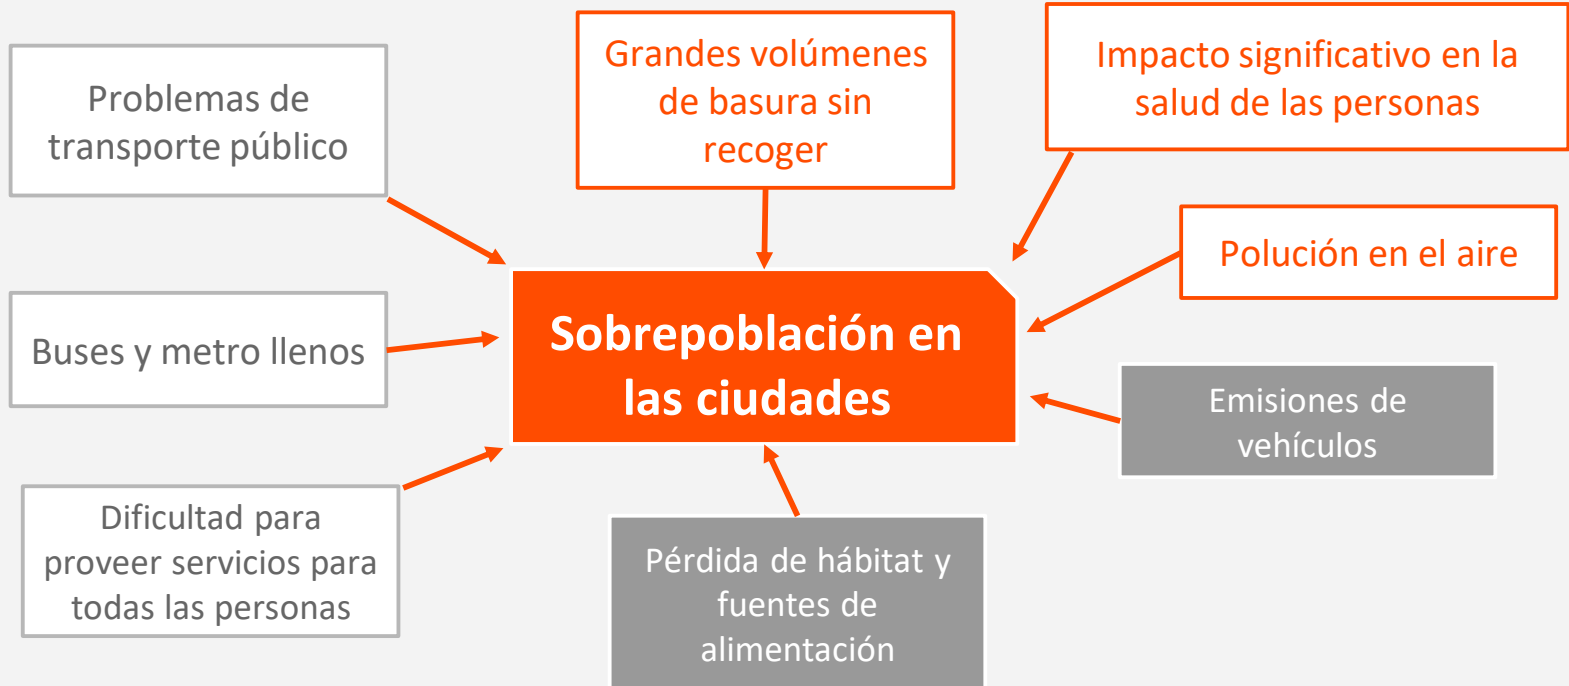 Problemas de
transporte público
Grandes volúmenes
de basura sin
recoger
Impacto significativo en la
salud de las personas
Polución en el aire
Buses y metro llenos
Sobrepoblación en
las ciudades
Emisiones de
vehículos
Dificultad para
proveer servicios para
todas las personas
Pérdida de hábitat y
fuentes de
alimentación